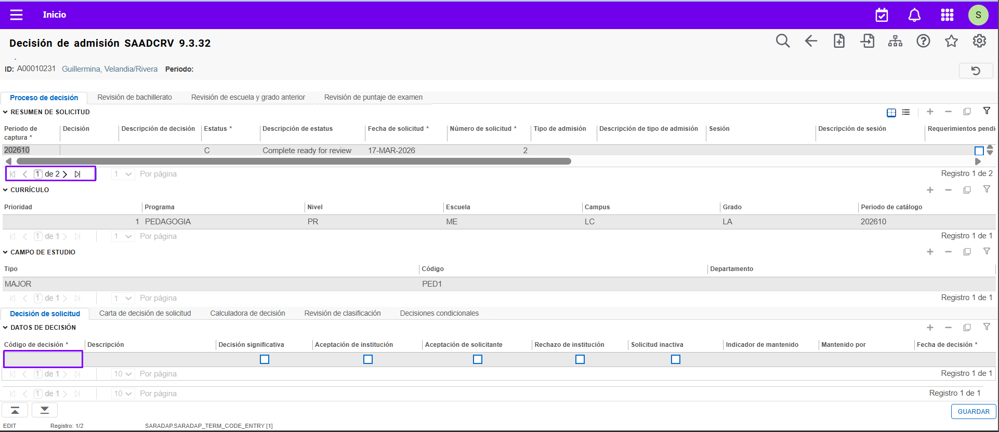 Inicio
S
Decisión de admisión SAADCRV 9.3.32
ID: A00010231 Guillermina, Velandia/Rivera Periodo:
Proceso de decisión Revisión de bachillerato Revisión de escuela y grado anterior Revisión de puntaje de examen
RESUMEN DE SOLICITUD
Periodo de captura * Decisión Descripción de decisión Estatus * Descripción de estatus Fecha de solicitud * Número de solicitud * Tipo de admisión Descripción de tipo de admisión Sesión Descripción de sesión Requerimientos pendi
202610 C Complete ready for review 17-MAR-2026 2
1 de 2 1 Por página Registro 1 de 2
CURRÍCULO
Prioridad Programa Nivel Escuela Campus Grado Periodo de catálogo
1 PEDAGOGIA PR ME LC LA 202610
1 de 1 1 Por página Registro 1 de 1
CAMPO DE ESTUDIO
Tipo Código Departamento
MAJOR PED1
1 de 1 1 Por página Registro 1 de 1
Decisión de solicitud Carta de decisión de solicitud Calculadora de decisión Revisión de clasificación Decisiones condicionales
DATOS DE DECISIÓN
Código de decisión * Descripción Decisión significativa Aceptación de institución Aceptación de solicitante Rechazo de institución Solicitud inactiva Indicador de mantenido Mantenido por Fecha de decisión *
1 de 1 10 Por página Registro 1 de 1
1 de 1 10 Por página Registro 1 de 1
GUARDAR
EDIT Registro: 1/2 SARADAP.SARADAP_TERM_CODE_ENTRY [1]